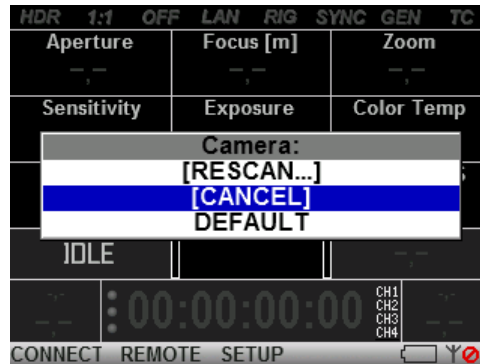 HDR 1:1 OFF LAN RIG SYNC GEN TC
Aperture Focus [m] Zoom
-,- -,- -,-
Sensitivity Exposure Color Temp
Camera:
[RESCAN...]
[CANCEL]
DEFAULT
IDLE -,-
-,- 00:00:00:00 CH1 -,-
CH2
-,- CH3 -,-
CH4
CONNECT REMOTE SETUP